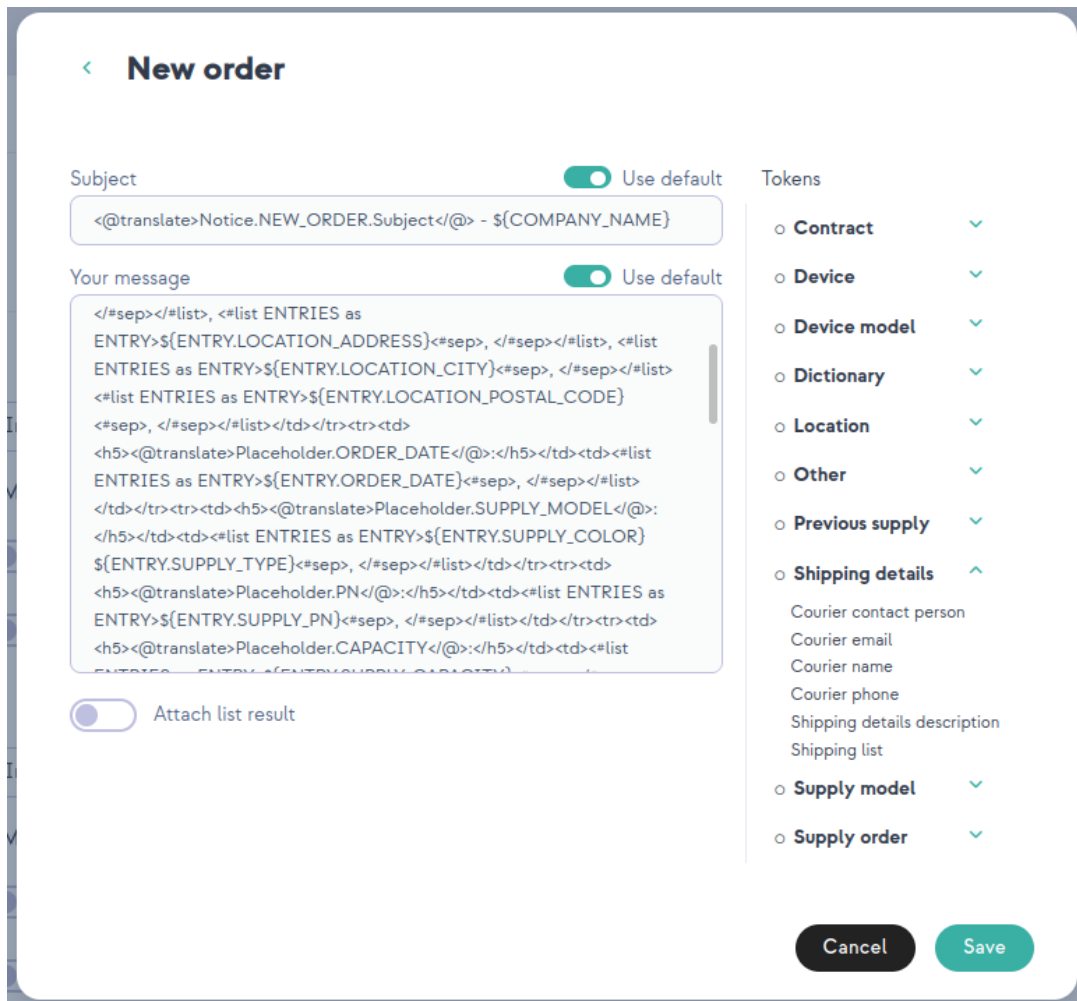 New order
Subject
Use default
<@translate>Notice.NEW_ORDER.Subject</@> - ${COMPANY_NAME}
Your message
Use default
</#sep></#list>, <#list ENTRIES as
ENTRY>${ENTRY.LOCATION_ADDRESS}<#sep>, </#sep></#list>, <#list
ENTRIES as ENTRY>${ENTRY.LOCATION_CITY}<#sep>, </#sep></#list>
<#list ENTRIES as ENTRY>${ENTRY.LOCATION_POSTAL_CODE}
<#sep>, </#sep></#list></td></tr><tr><td>
<h5><@translate>Placeholder.ORDER_DATE</@>:</h5></td><td><#list
ENTRIES as ENTRY>${ENTRY.ORDER_DATE}<#sep>, </#sep></#list>
</td></tr><tr><td><h5><@translate>Placeholder.SUPPLY_MODEL</@>:
</h5></td><td><#list ENTRIES as ENTRY>${ENTRY.SUPPLY_COLOR}
${ENTRY.SUPPLY_TYPE}<#sep>, </#sep></#list></td></tr><tr><td>
<h5><@translate>Placeholder.PN</@>:</h5></td><td><#list ENTRIES as
ENTRY>${ENTRY.SUPPLY_PN}<#sep>, </#sep></#list></td></tr><tr><td>
<h5><@translate>Placeholder.CAPACITY</@>:</h5></td><td><#list
ENTRIES as ENTRY>${ENTRY.SUPPLY_CAPACITY}
Attach list result
Tokens
Contract
Device
Device model
Dictionary
Location
Other
Previous supply
Shipping details
Courier contact person
Courier email
Courier name
Courier phone
Shipping details description
Shipping list
Supply model
Supply order
Cancel
Save